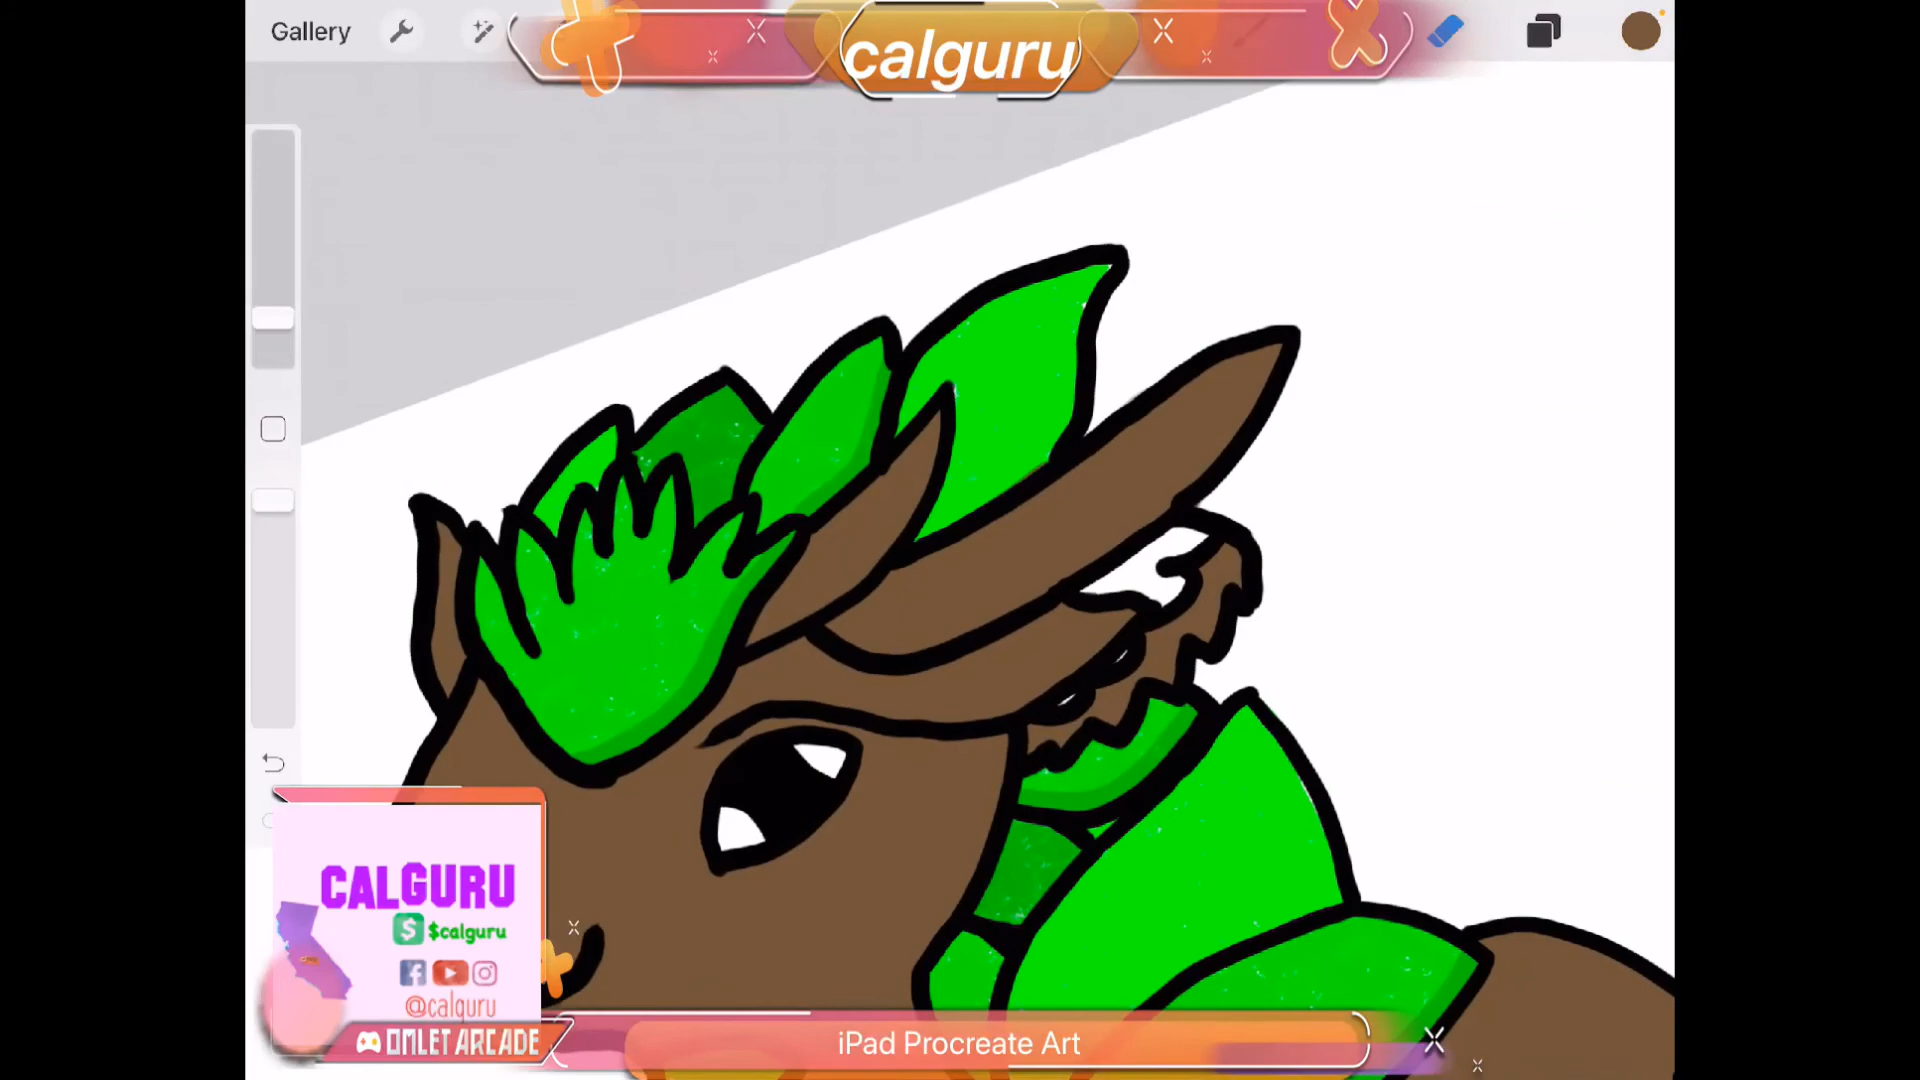 Gallery
calguru
CALGURU
$ $calguru
@calguru
OMLET ARCADE
iPad Procreate Art